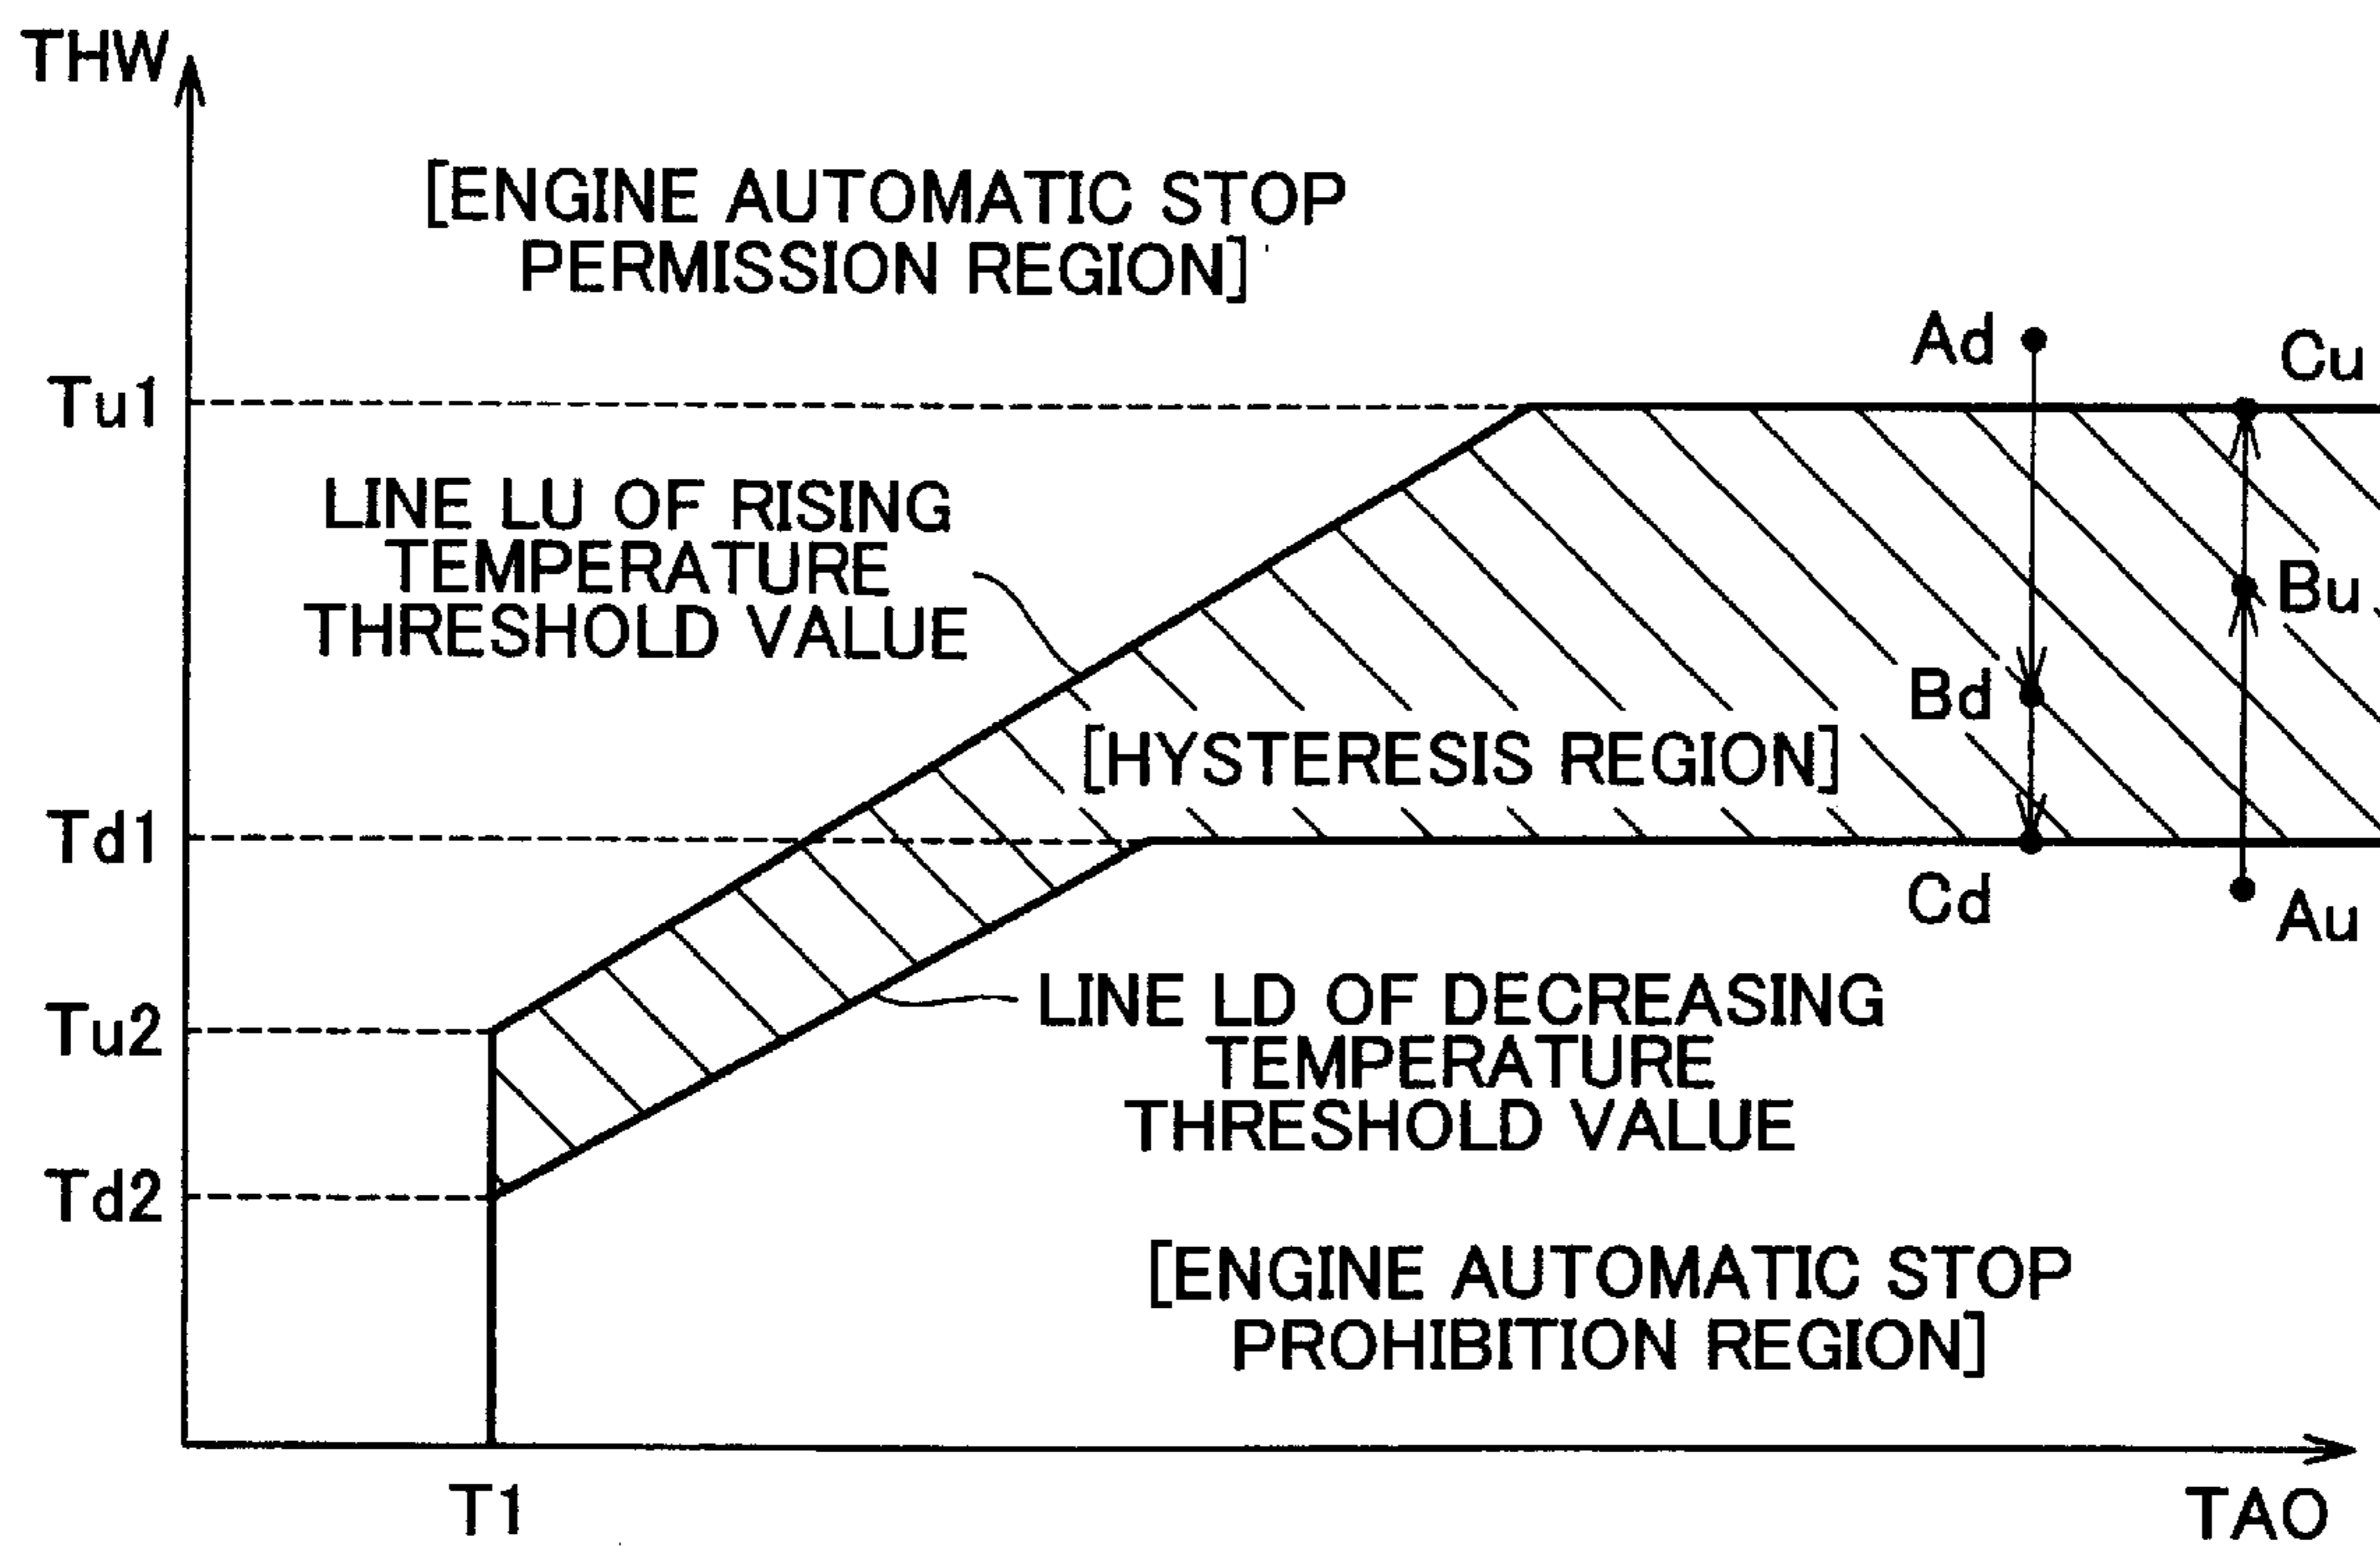 THW
[ENGINE AUTOMATIC STOP
PERMISSION REGION]
Ad
Cu
Tu1
LINE LU OF RISING
TEMPERATURE
THRESHOLD VALUE
Bu
Bd
[HYSTERESIS REGION]
Td1
Cd
Au
LINE LD OF DECREASING
TEMPERATURE
THRESHOLD VALUE
Tu2
Td2
[ENGINE AUTOMATIC STOP
PROHIBITION REGION]
T1
TAO